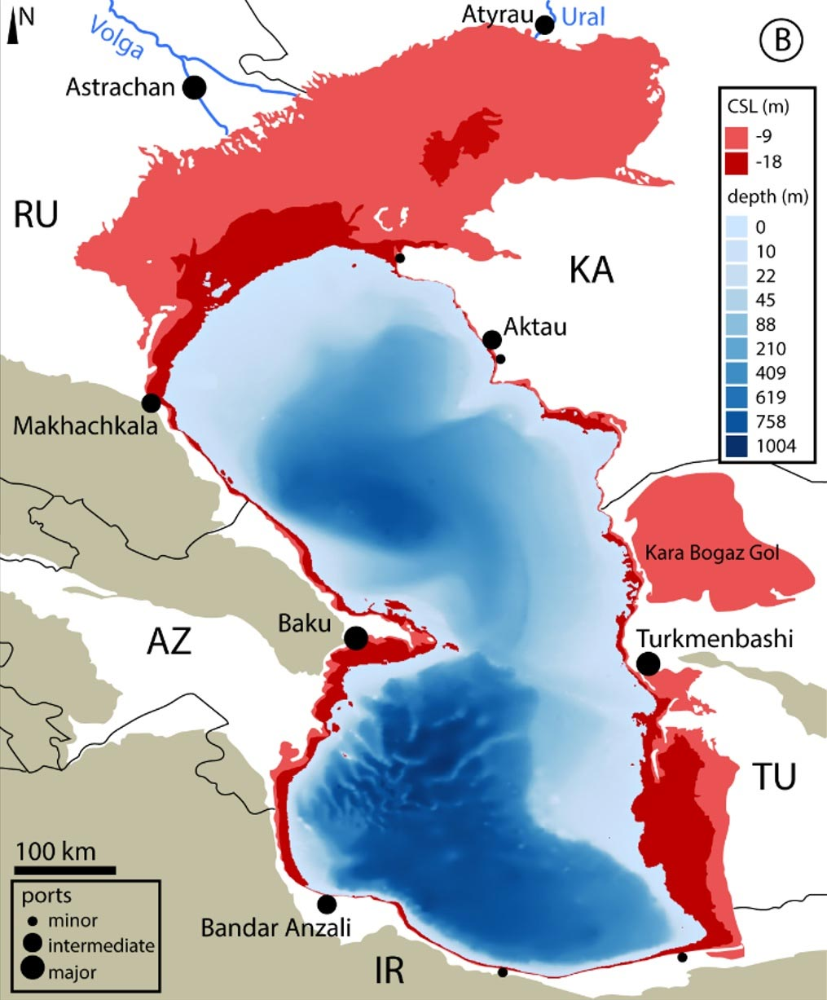 N
Volga
Atyrau
Ural
B
Astrachan
CSL (m)
-9
-18
depth (m)
0
10
22
45
88
210
409
619
758
1004
RU
KA
Aktau
Makhachkala
Kara Bogaz Gol
Baku
AZ
Turkmenbashi
TU
100 km
ports
minor
intermediate
major
Bandar Anzali
IR